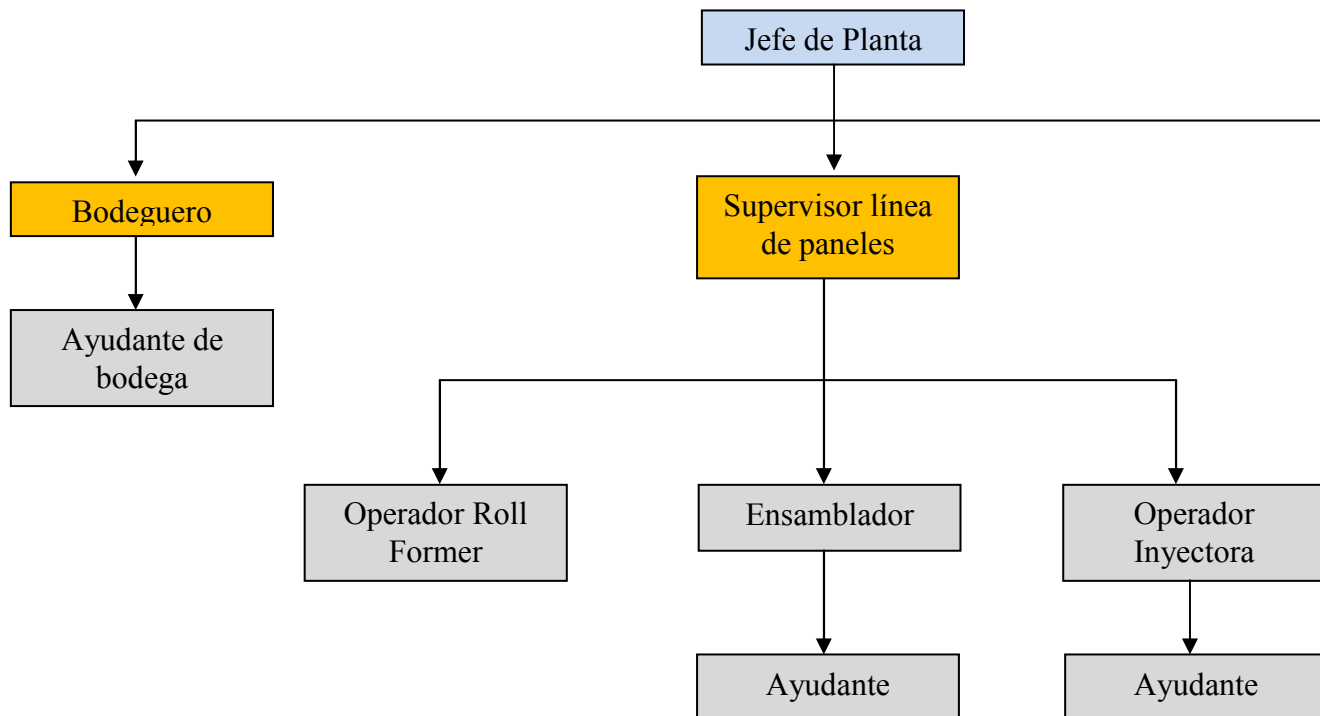 Jefe de Planta
Bodeguero
Supervisor línea
de paneles
Ayudante de
bodega
Operador Roll
Former
Ensamblador
Operador
Inyectora
Ayudante
Ayudante